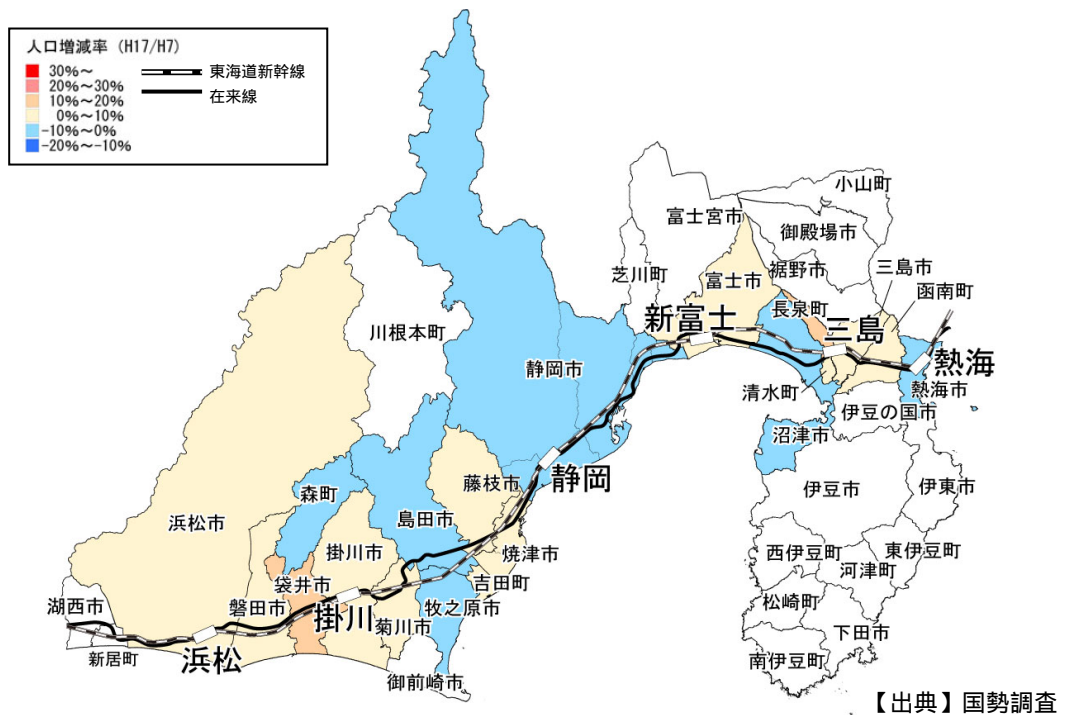 人口増減率 (H17/H7)
30%~
20%~30%
10%~20%
0%~10%
-10%~0%
-20%~-10%
東海道新幹線
在来線
小山町
富士宮市
御殿場市
芝川町
裾野市
三島市
富士市
函南町
長泉町
新富士
三島
川根本町
静岡市
熱海
清水町
熱海市
伊豆の国市
沼津市
藤枝市
静岡
森町
伊豆市
伊東市
浜松市
島田市
掛川市
焼津市
西伊豆町
東伊豆町
袋井市
吉田町
河津町
湖西市
磐田市
掛川
牧之原市
松崎町
菊川市
下田市
新居町
浜松
南伊豆町
御前崎市
【出典】国勢調査